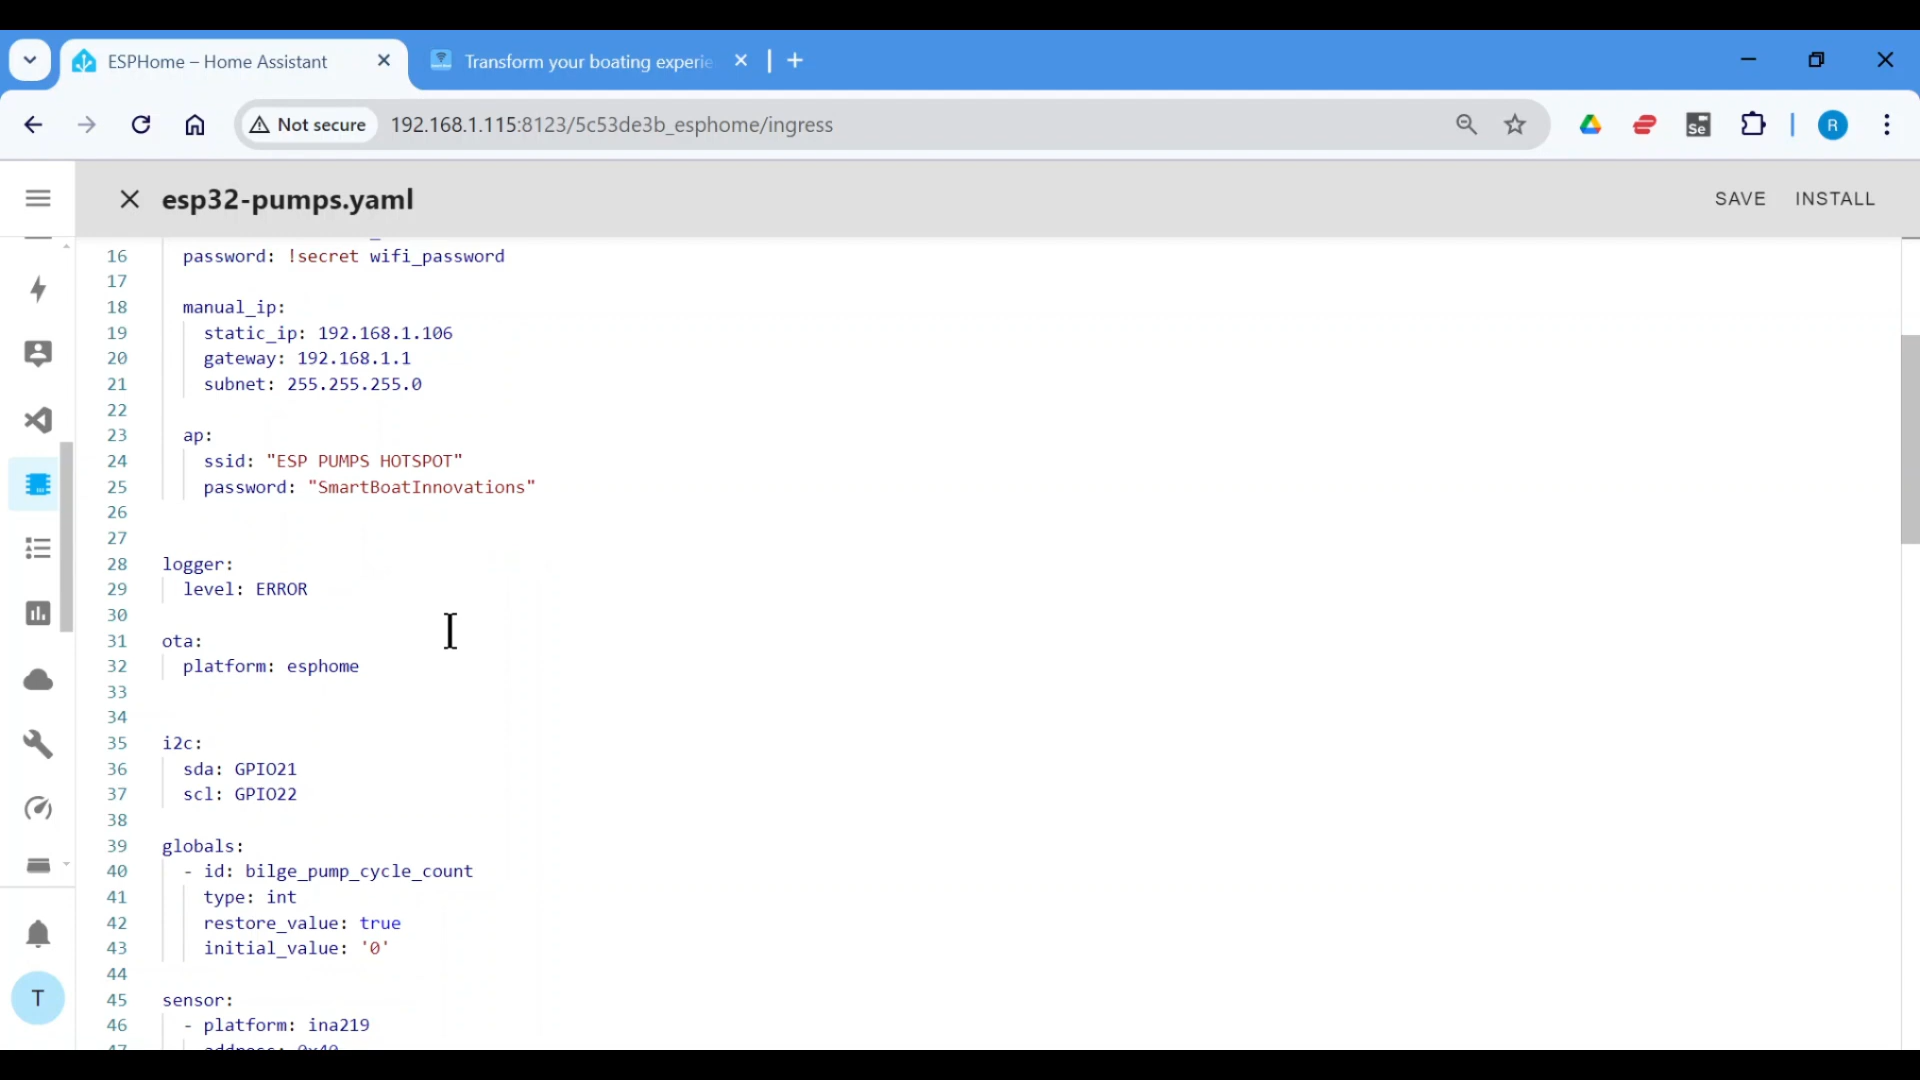 ESPHome – Home Assistant
Transform your boating experie
Not secure
192.168.1.115:8123/5c53de3b_esphome/ingress
Se
R
esp32-pumps.yaml
SAVE
INSTALL
16 password: !secret wifi_password
17
18 manual_ip:
19 static_ip: 192.168.1.106
20 gateway: 192.168.1.1
21 subnet: 255.255.255.0
22
23 ap:
24 ssid: "ESP PUMPS HOTSPOT"
25 password: "SmartBoatInnovations"
26
27
28 logger:
29 level: ERROR
30
31 ota:
32 platform: esphome
33
34
35 i2c:
36 sda: GPIO21
37 scl: GPIO22
38
39 globals:
40 - id: bilge_pump_cycle_count
41 type: int
42 restore_value: true
43 initial_value: '0'
44
45 sensor:
46 - platform: ina219
47 address: 0x40
T